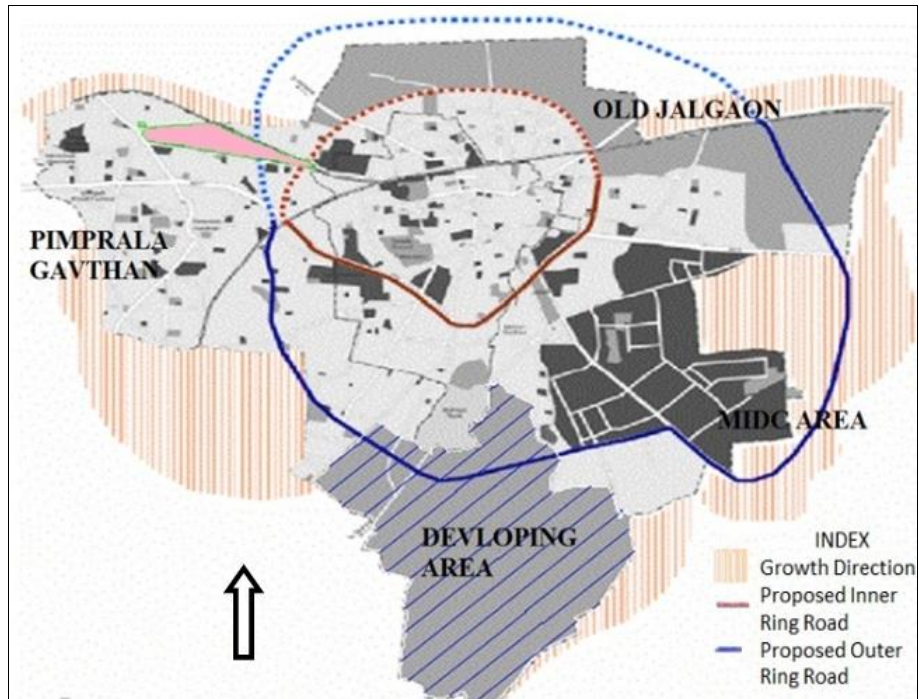 OLD JALGAON
PIMPRALA
GAVTHAN
MIDC AREA
DEVLOPING
AREA
INDEX
Growth Direction
Proposed Inner
Ring Road
Proposed Outer
Ring Road